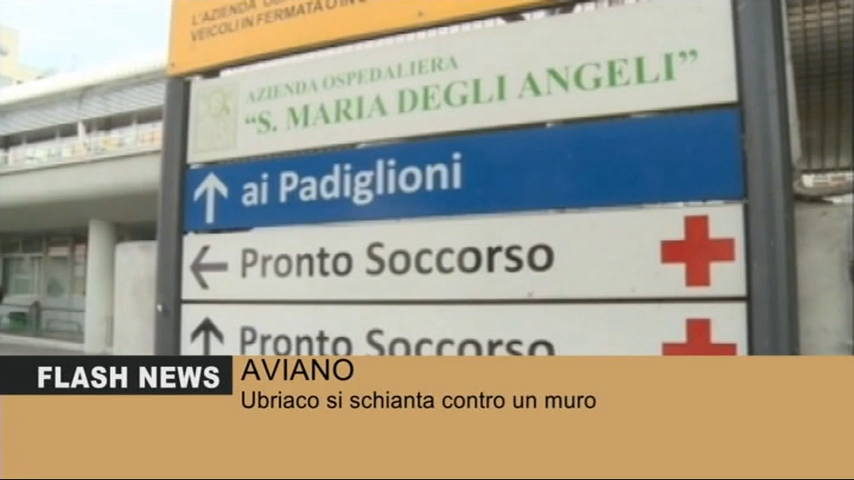 L'AZIENDA
VEICOLI IN FERMATA O IN
AZIENDA OSPEDALIERA
"S. MARIA DEGLI ANGELI"
ai Padiglioni
Pronto Soccorso
Pronto Soccorso
FLASH NEWS
AVIANO
Ubriaco si schianta contro un muro